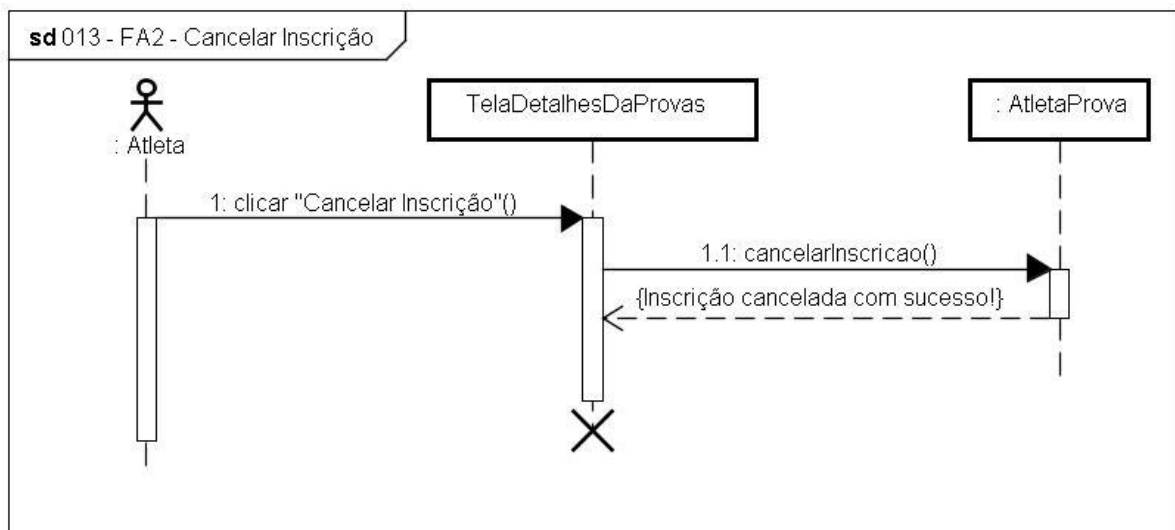 sd 013 - FA2 - Cancelar Inscrição
: Atleta
TelaDetalhesDaProvas
: AtletaProva
1: clicar "Cancelar Inscrição"()
1.1: cancelarInscricao()
{Inscrição cancelada com sucesso!}